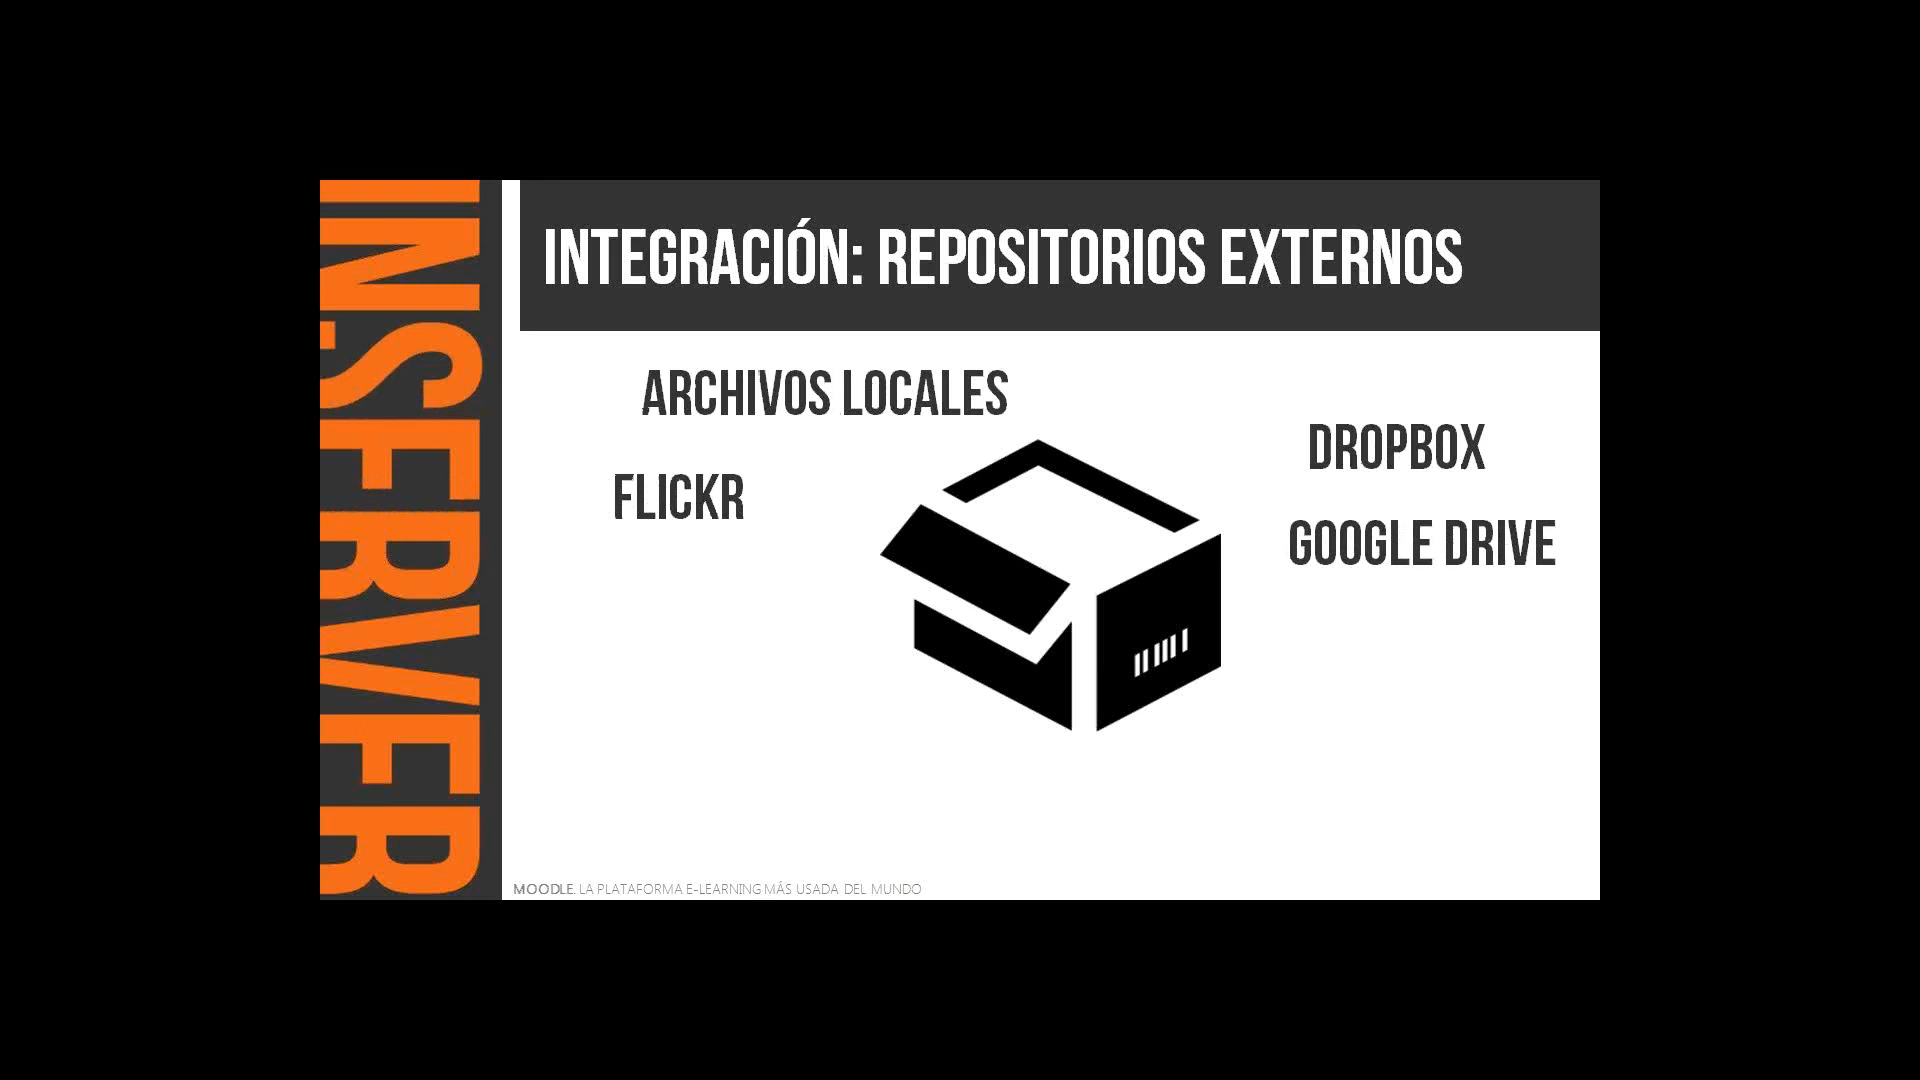 INSERVER
INTEGRACIÓN: REPOSITORIOS EXTERNOS
ARCHIVOS LOCALES
DROPBOX
FLICKR
GOOGLE DRIVE
MOODLE. LA PLATAFORMA E-LEARNING MÁS USADA DEL MUNDO